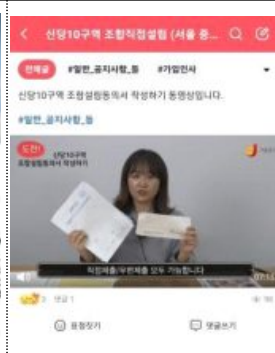 신당10구역 조합직접설립 (서울 중...
전체글 #일반_공지사항_등 #가입인사
신당10구역 조합설립동의서 작성하기 동영상입니다.
#일반_공지사항_등
도전!
신당10구역
조합설립동의서 작성하기
직접제출/우편제출 모두 가능합니다
07:11
댓글 1
표정짓기
댓글쓰기